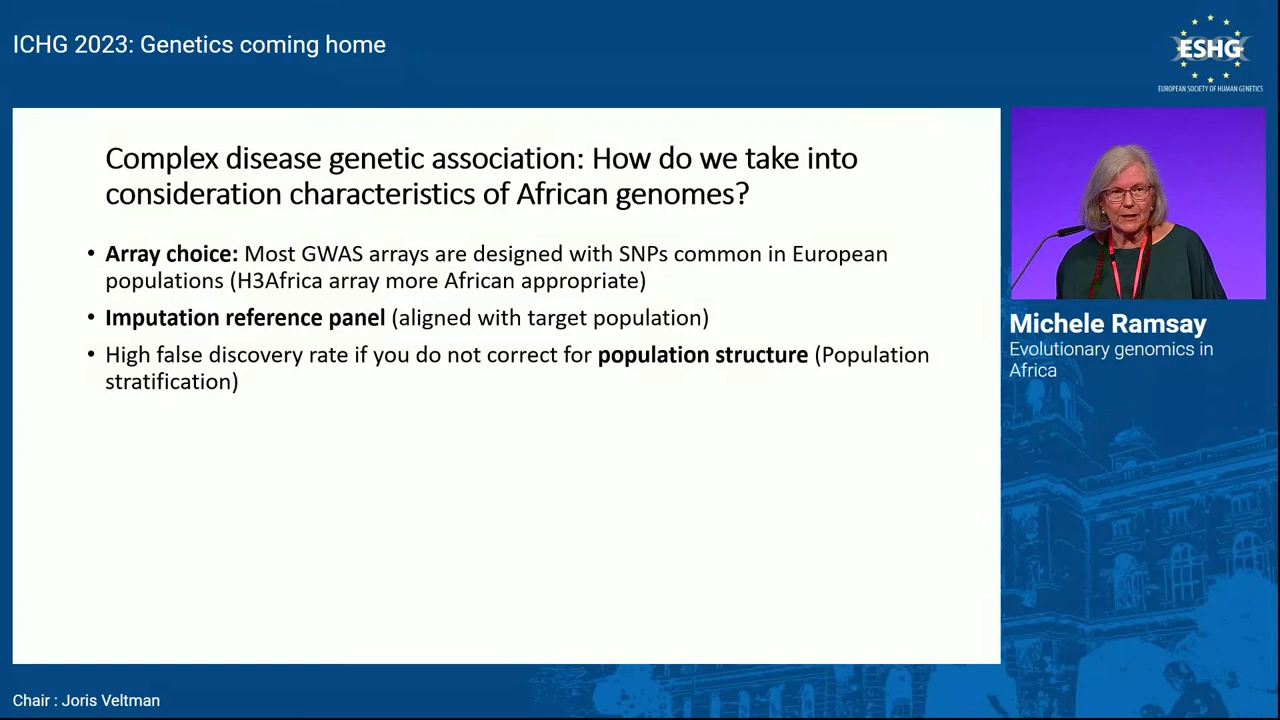 ICHG 2023: Genetics coming home
ESHG
EUROPEAN SOCIETY OF HUMAN GENETICS
Complex disease genetic association: How do we take into
consideration characteristics of African genomes?
• Array choice: Most GWAS arrays are designed with SNPs common in European
populations (H3Africa array more African appropriate)
• Imputation reference panel (aligned with target population)
• High false discovery rate if you do not correct for population structure (Population
stratification)
Michele Ramsay
Evolutionary genomics in
Africa
Chair : Joris Veltman